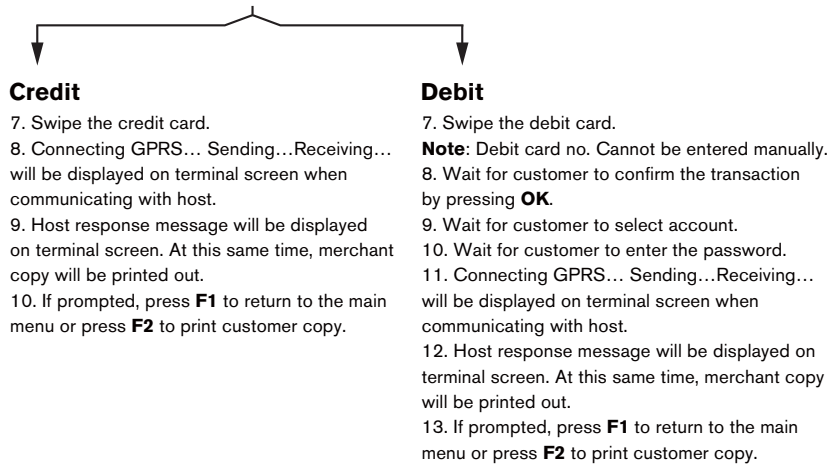 Credit
7. Swipe the credit card.
8. Connecting GPRS... Sending...Receiving...
will be displayed on terminal screen when
communicating with host.
9. Host response message will be displayed
on terminal screen. At this same time, merchant
copy will be printed out.
10. If prompted, press F1 to return to the main
menu or press F2 to print customer copy.
Debit
7. Swipe the debit card.
Note: Debit card no. Cannot be entered manually.
8. Wait for customer to confirm the transaction
by pressing OK.
9. Wait for customer to select account.
10. Wait for customer to enter the password.
11. Connecting GPRS... Sending...Receiving...
will be displayed on terminal screen when
communicating with host.
12. Host response message will be displayed on
terminal screen. At this same time, merchant copy
will be printed out.
13. If prompted, press F1 to return to the main
menu or press F2 to print customer copy.